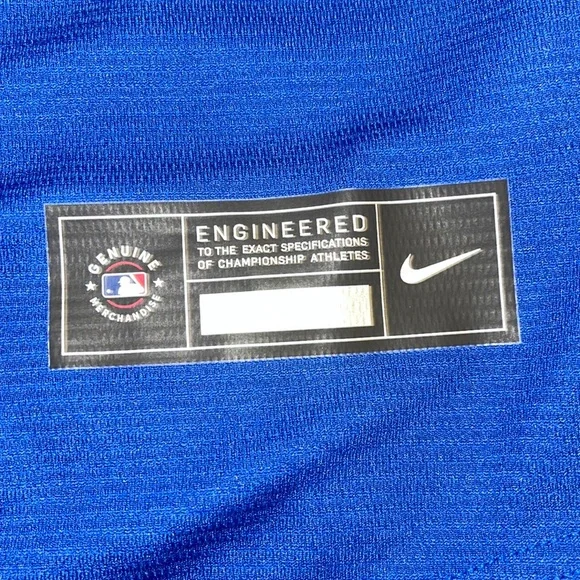 GENUINE
MERCHANDISE
ENGINEERED
TO THE EXACT SPECIFICATIONS
OF CHAMPIONSHIP ATHLETES